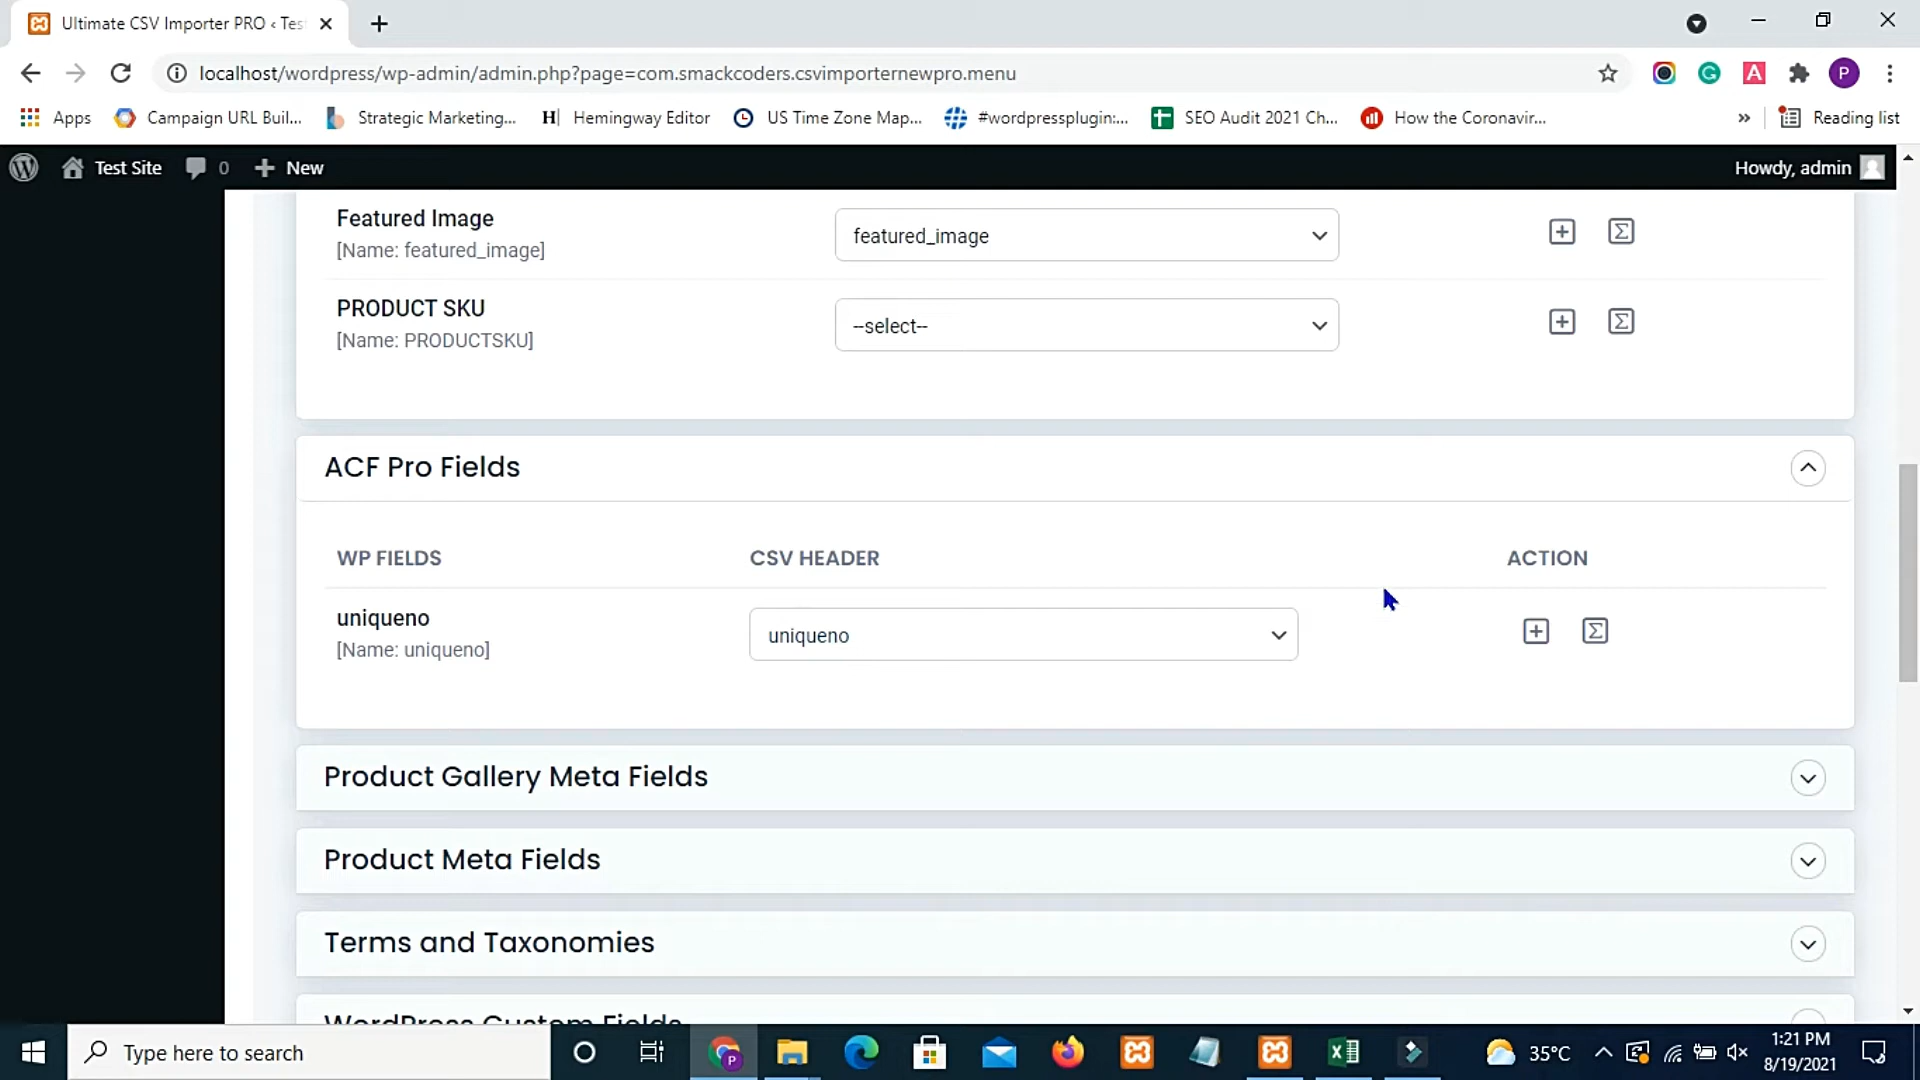 Ultimate CSV Importer PRO ‹ Tes
localhost/wordpress/wp-admin/admin.php?page=com.smackcoders.csvimporternewpro.menu
Apps
Campaign URL Buil...
Strategic Marketing...
Hemingway Editor
US Time Zone Map...
#wordpressplugin:...
SEO Audit 2021 Ch...
How the Coronavir...
»
Reading list
Test Site
0
New
Howdy, admin
Featured Image
[Name: featured_image]
featured_image
PRODUCT SKU
[Name: PRODUCTSKU]
--select--
ACF Pro Fields
WP FIELDS
CSV HEADER
ACTION
uniqueno
[Name: uniqueno]
uniqueno
Product Gallery Meta Fields
Product Meta Fields
Terms and Taxonomies
WordPress Custom Fields
Type here to search
35°C
1:21 PM
8/19/2021